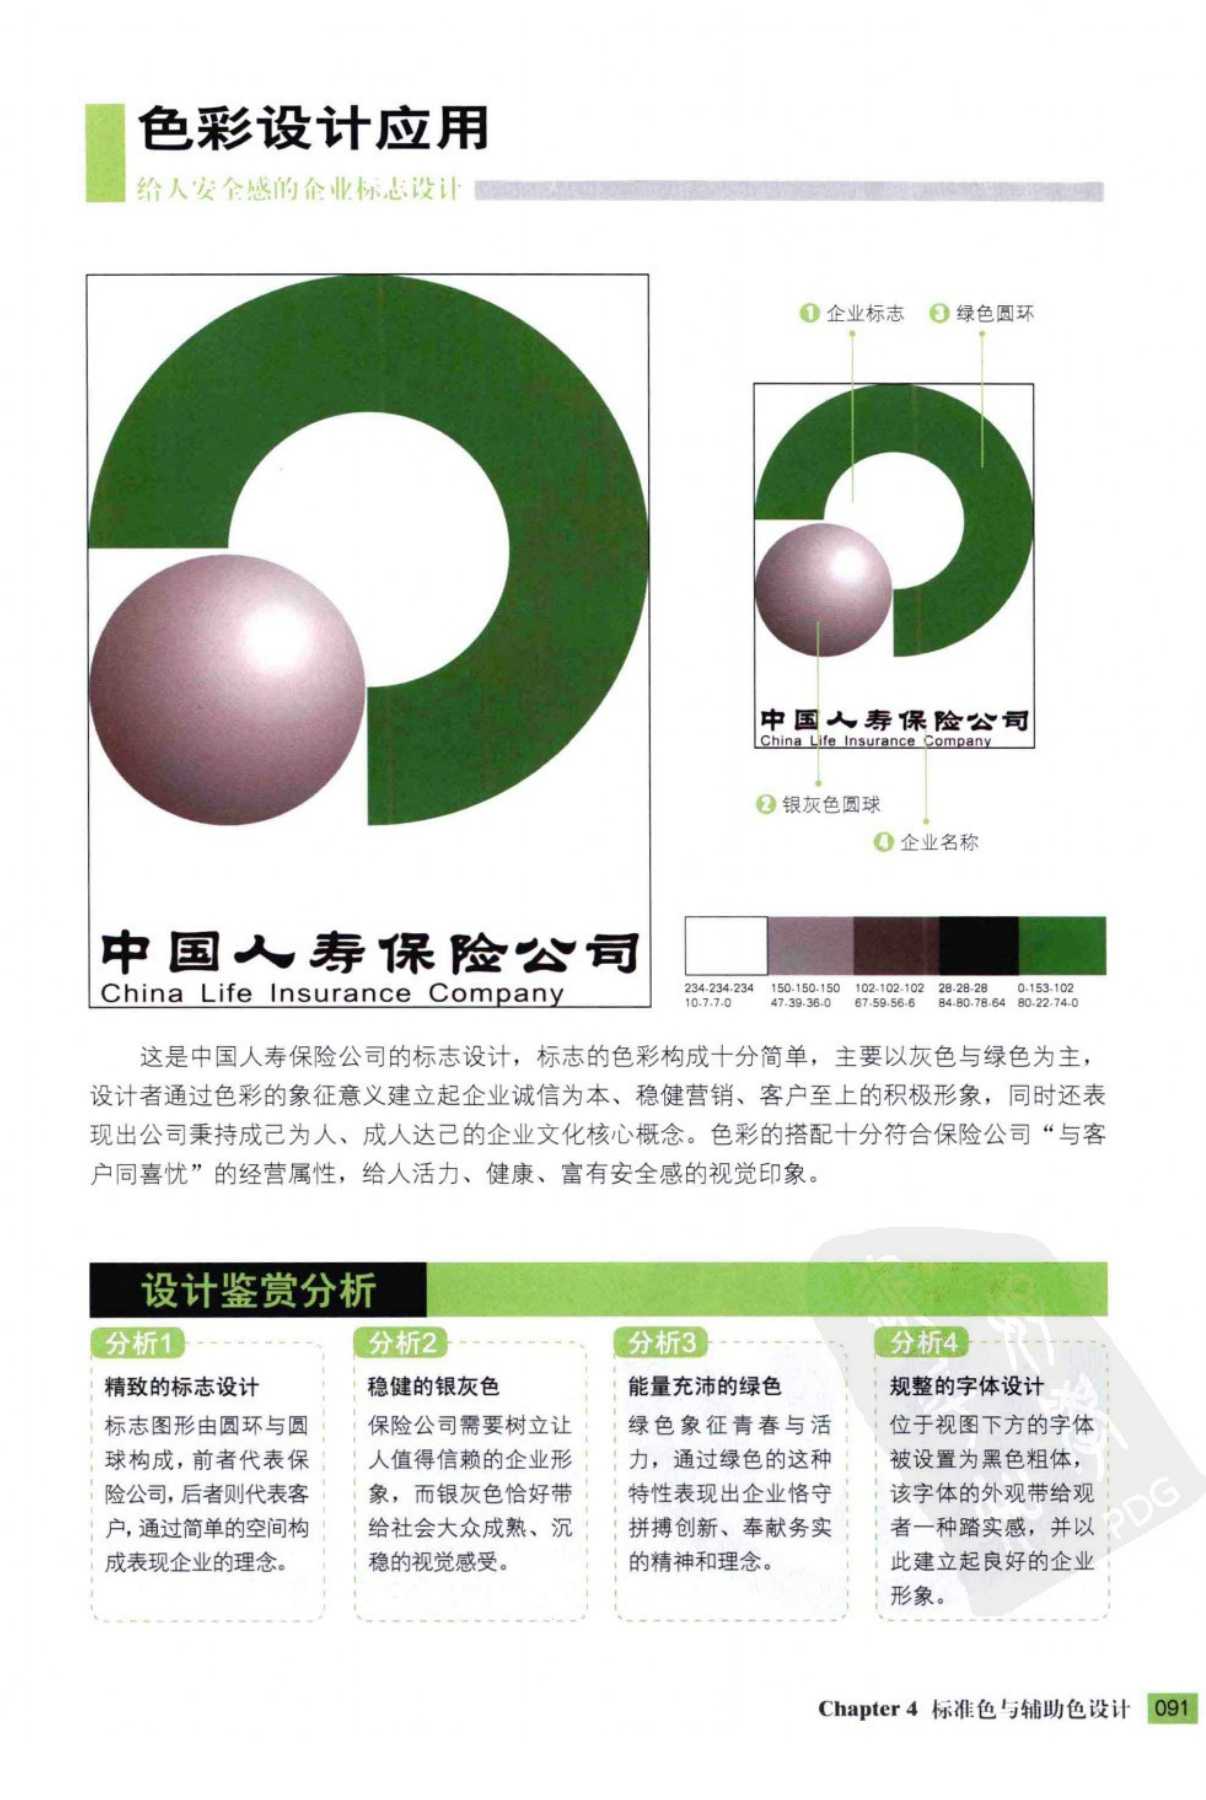 色彩设计应用
给人安全感的企业标志设计
1 企业标志 3 绿色圆环
中国人寿保险公司
China Life Insurance Company
中国人寿保险公司
China Life Insurance Company
2 银灰色圆球
4 企业名称
234-234-234 150-150-150 102-102-102 28-28-28 0-153-102
10-7-7-0 47-39-36-0 67-59-56-6 84-80-78-64 80-22-74-0
这是中国人寿保险公司的标志设计，标志的色彩构成十分简单，主要以灰色与绿色为主，
设计者通过色彩的象征意义建立起企业诚信为本、稳健营销、客户至上的积极形象，同时还表
现出公司秉持成己为人、成人达己的企业文化核心概念。色彩的搭配十分符合保险公司“与客
户同喜忧”的经营属性，给人活力、健康、富有安全感的视觉印象。
设计鉴赏分析
分析1
精致的标志设计
标志图形由圆环与圆
球构成，前者代表保
险公司，后者则代表客
户，通过简单的空间构
成表现企业的理念。
分析2
稳健的银灰色
保险公司需要树立让
人值得信赖的企业形
象，而银灰色恰好带
给社会大众成熟、沉
稳的视觉感受。
分析3
能量充沛的绿色
绿色象征青春与活
力，通过绿色的这种
特性表现出企业恪守
拼搏创新、奉献务实
的精神和理念。
分析4
规整的字体设计
位于视图下方的字体
被设置为黑色粗体，
该字体的外观带给观
者一种踏实感，并以
此建立起良好的企业
形象。
PDG
Chapter 4 标准色与辅助色设计 091